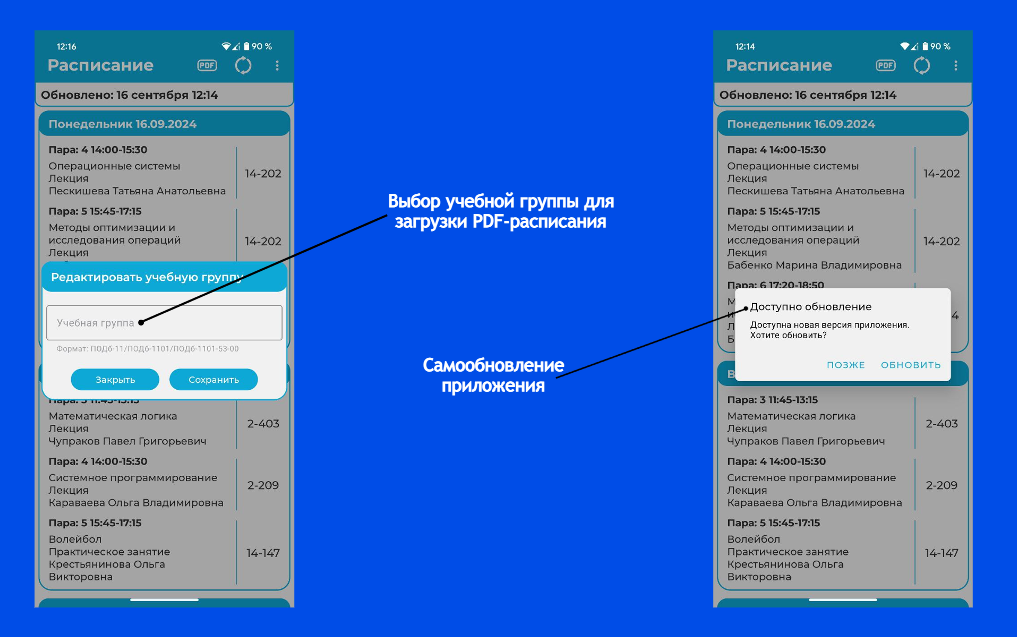 12:16
90 %
Расписание
PDF
Обновлено: 16 сентября 12:14
Понедельник 16.09.2024
Пара: 4 14:00-15:30
Операционные системы
Лекция
Пескишева Татьяна Анатольевна
14-202
Пара: 5 15:45-17:15
Методы оптимизации и
исследования операций
Лекция
14-202
Редактировать учебную группу
Учебная группа
Формат: ПОДб-11/ПОДб-1101/ПОДб-1101-53-00
Закрыть
Сохранить
Пара: 3 11:45-13:15
Математическая логика
Лекция
Чупраков Павел Григорьевич
2-403
Пара: 4 14:00-15:30
Системное программирование
Лекция
Караваева Ольга Владимировна
2-209
Пара: 5 15:45-17:15
Волейбол
Практическое занятие
Крестьянинова Ольга
Викторовна
14-147
Выбор учебной группы для
загрузки PDF-расписания
Самообновление
приложения
12:14
90 %
Расписание
PDF
Обновлено: 16 сентября 12:14
Понедельник 16.09.2024
Пара: 4 14:00-15:30
Операционные системы
Лекция
Пескишева Татьяна Анатольевна
14-202
Пара: 5 15:45-17:15
Методы оптимизации и
исследования операций
Лекция
Бабенко Марина Владимировна
14-202
Пара: 6 17:20-18:50
Доступно обновление
Доступна новая версия приложения.
Хотите обновить?
ПОЗЖЕ
ОБНОВИТЬ
Пара: 3 11:45-13:15
Математическая логика
Лекция
Чупраков Павел Григорьевич
2-403
Пара: 4 14:00-15:30
Системное программирование
Лекция
Караваева Ольга Владимировна
2-209
Пара: 5 15:45-17:15
Волейбол
Практическое занятие
Крестьянинова Ольга
Викторовна
14-147